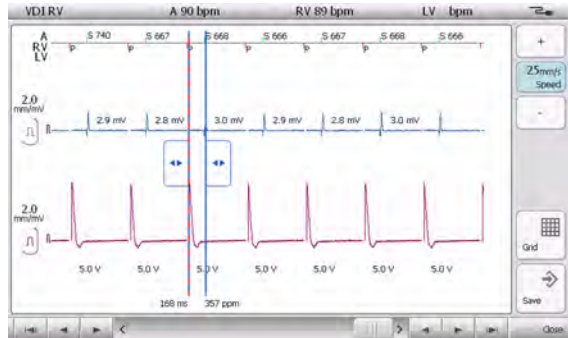 VDI RV A 90 bpm RV 89 bpm LV bpm
A S 740 S 667 S 668 S 666 S 667 S 668 S 666
RV P P P P P P P
LV
+
25mm/s
Speed
-
2.0
mm/mV
2.9 mV 2.8 mV 3.0 mV 2.9 mV 2.8 mV 3.0 mV
2.0
mm/mV
Grid
5.0 V 5.0 V 5.0 V 5.0 V 5.0 V 5.0 V 5.0 V
168 ms 357 ppm
Save
close